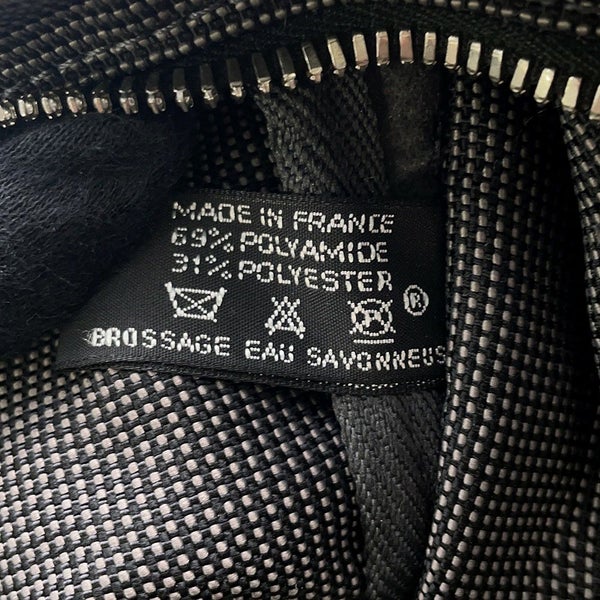 MADE IN FRANCE
69% POLYAMIDE
31% POLYESTER
®
BROSSAGE EAU SAVONNEUS